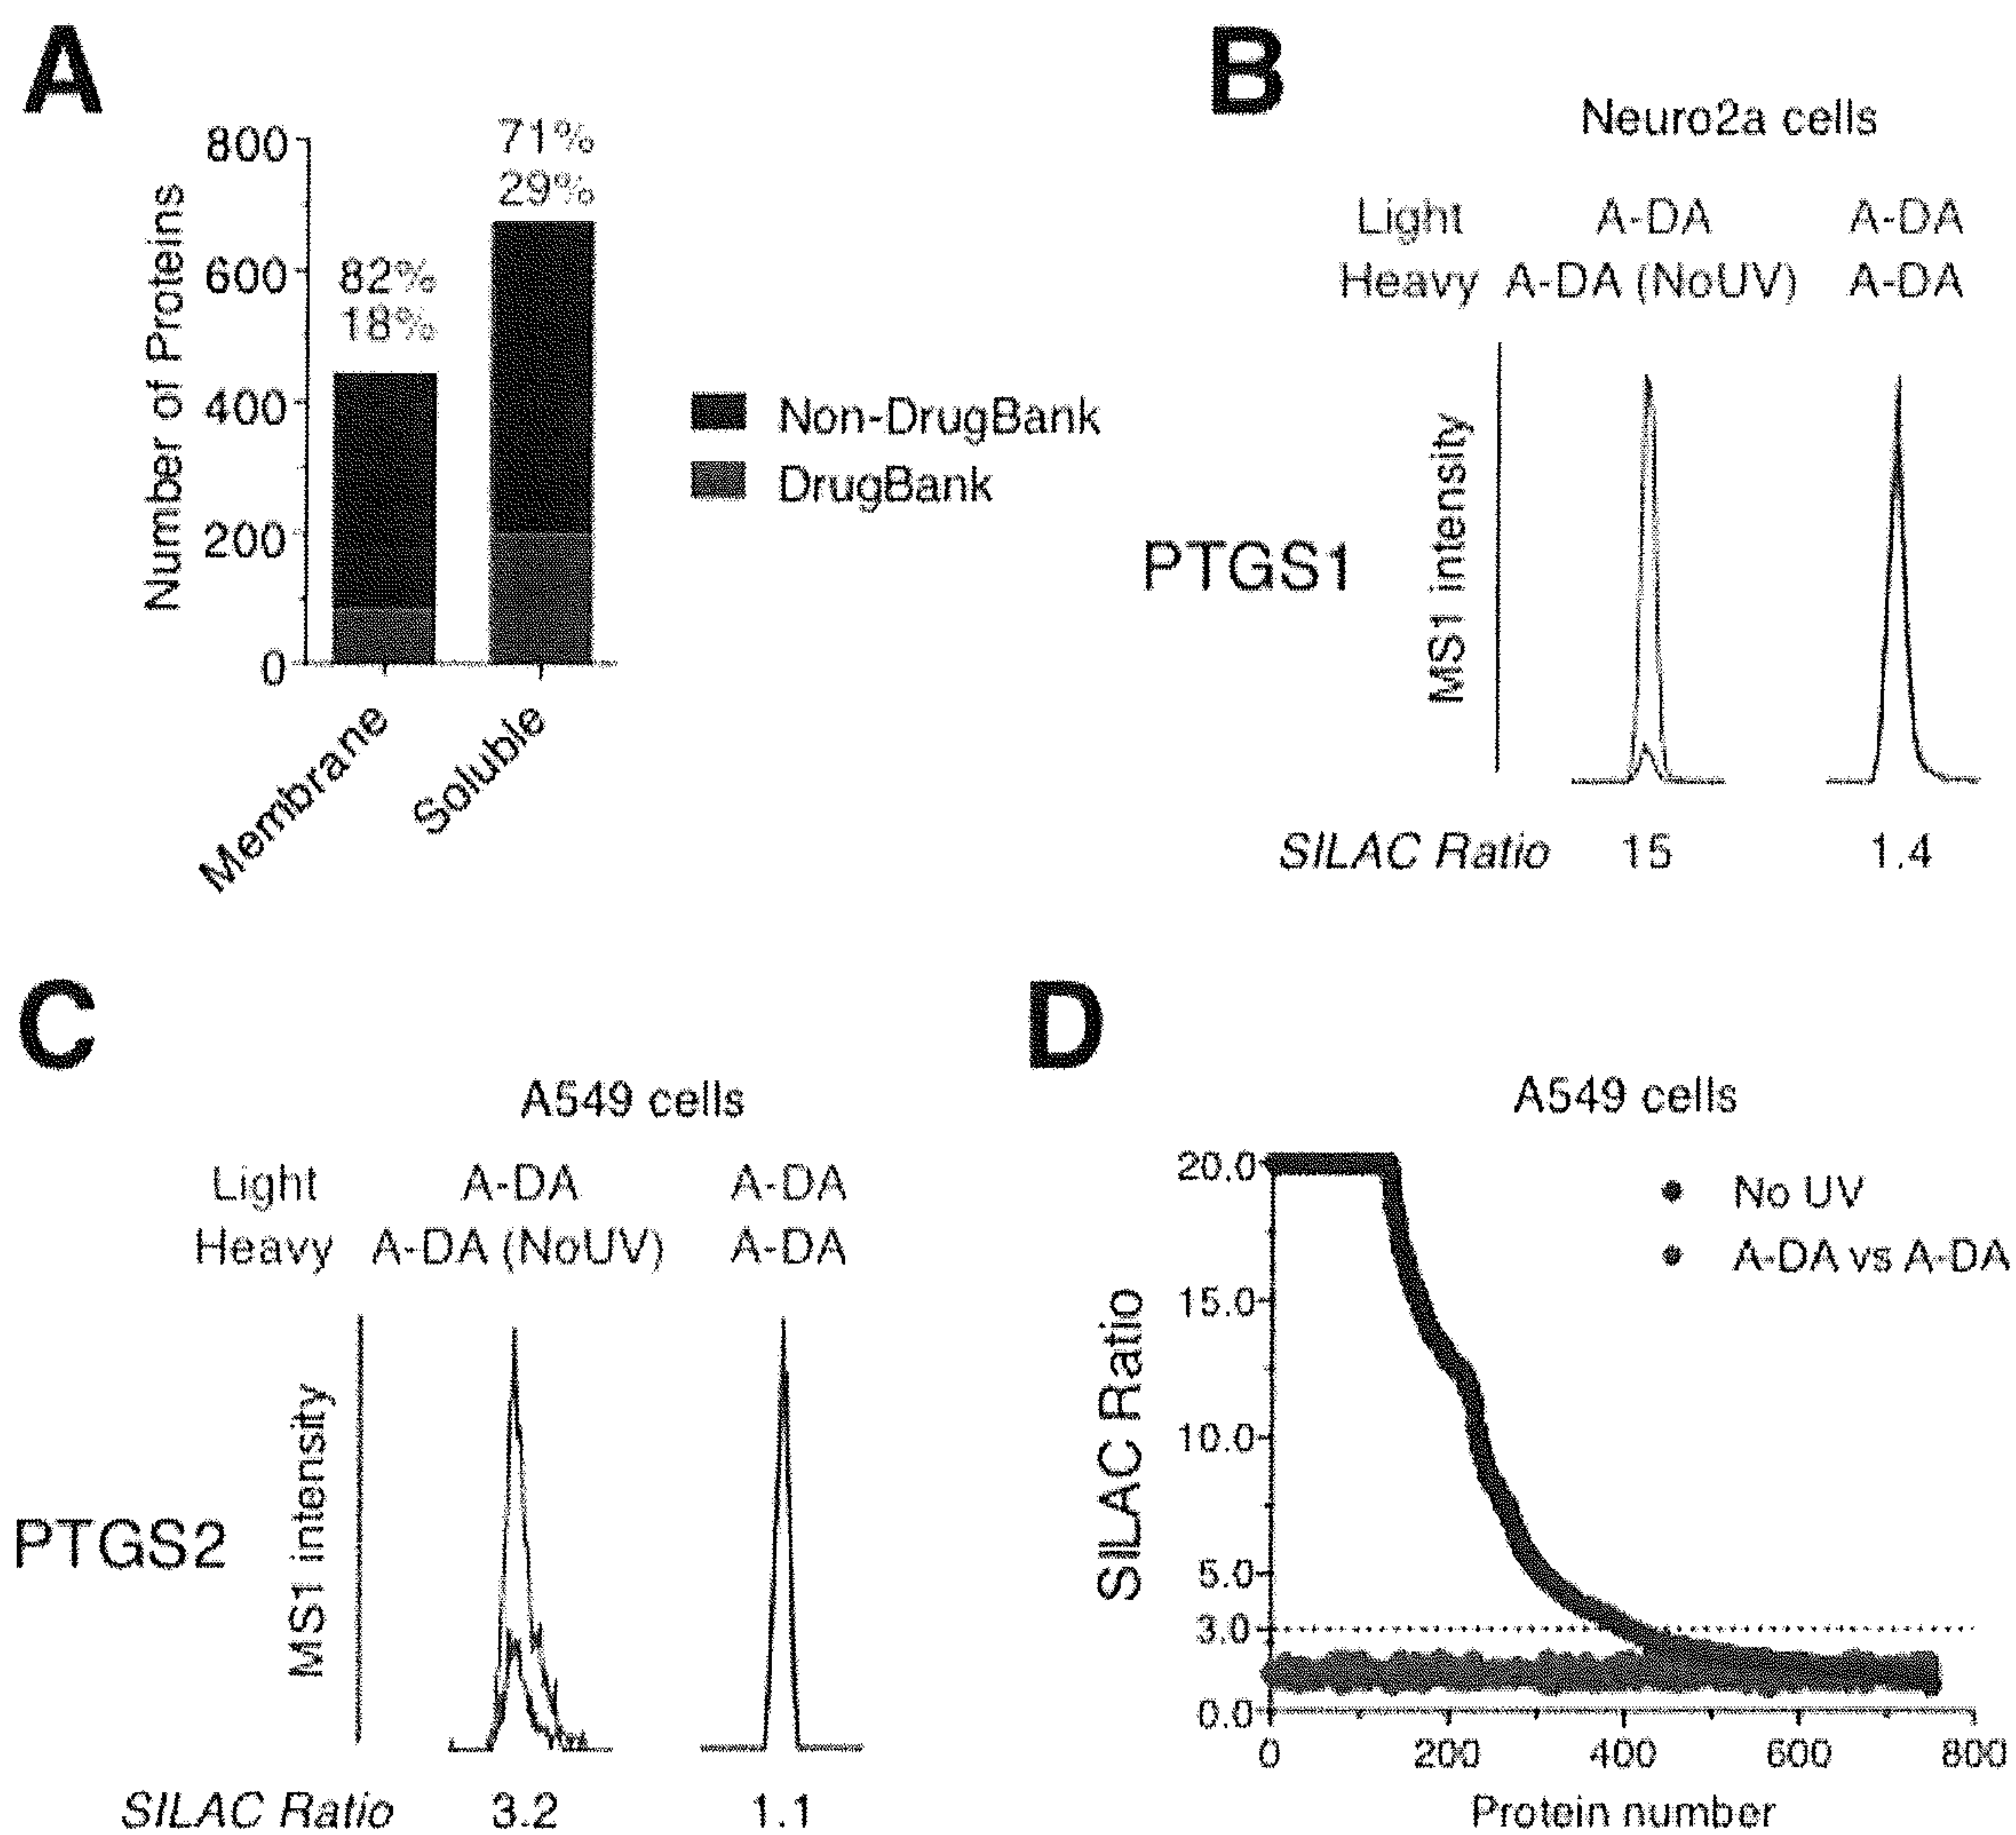 A
800
600
400
200
0
Number of Proteins
82%
18%
71%
29%
Membrane
Soluble
Non-DrugBank
DrugBank
B
Neuro2a cells
Light A-DA A-DA
Heavy A-DA (NoUV) A-DA
PTGS1
MS1 intensity
SILAC Ratio 15 1.4
C
A549 cells
Light A-DA A-DA
Heavy A-DA (NoUV) A-DA
PTGS2
MS1 intensity
SILAC Ratio 3.2 1.1
D
A549 cells
No UV
A-DA vs A-DA
SILAC Ratio
20.0
15.0
10.0
5.0
3.0
0.0
0 200 400 600 800
Protein number